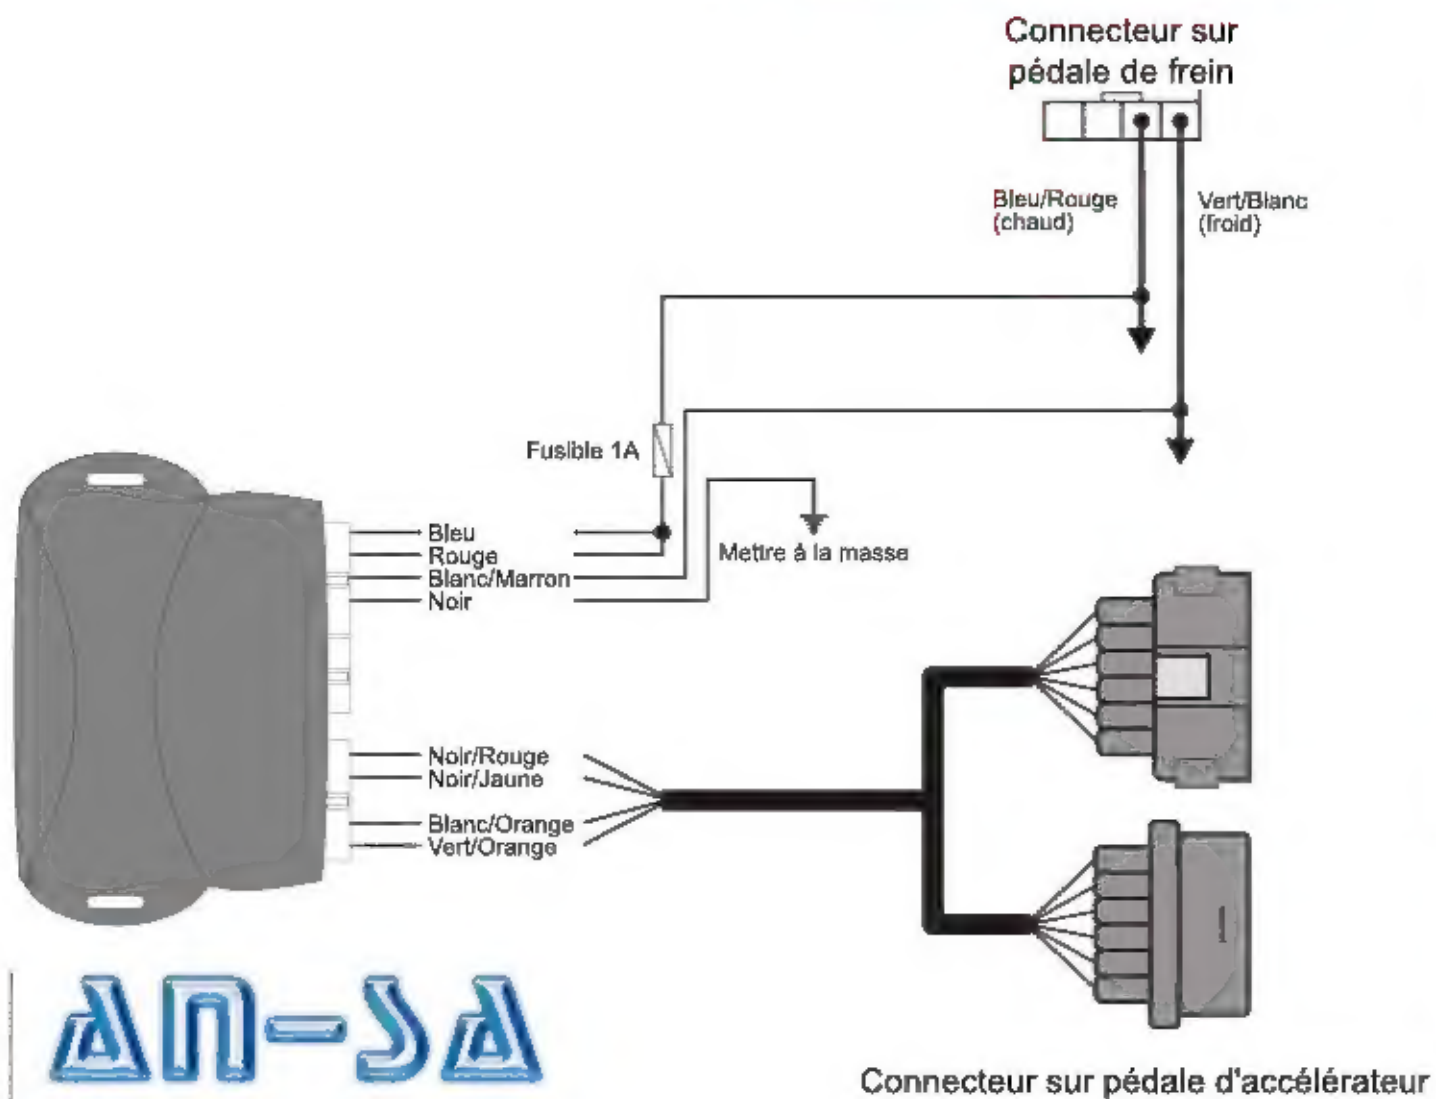 Connecteur sur
pédale de frein
Bleu/Rouge
(chaud)
Vert/Blanc
(froid)
Fusible 1A
Bleu
Rouge
Blanc/Marron
Noir
Mettre à la masse
Noir/Rouge
Noir/Jaune
Blanc/Orange
Vert/Orange
AN-SA
Connecteur sur pédale d'accélérateur